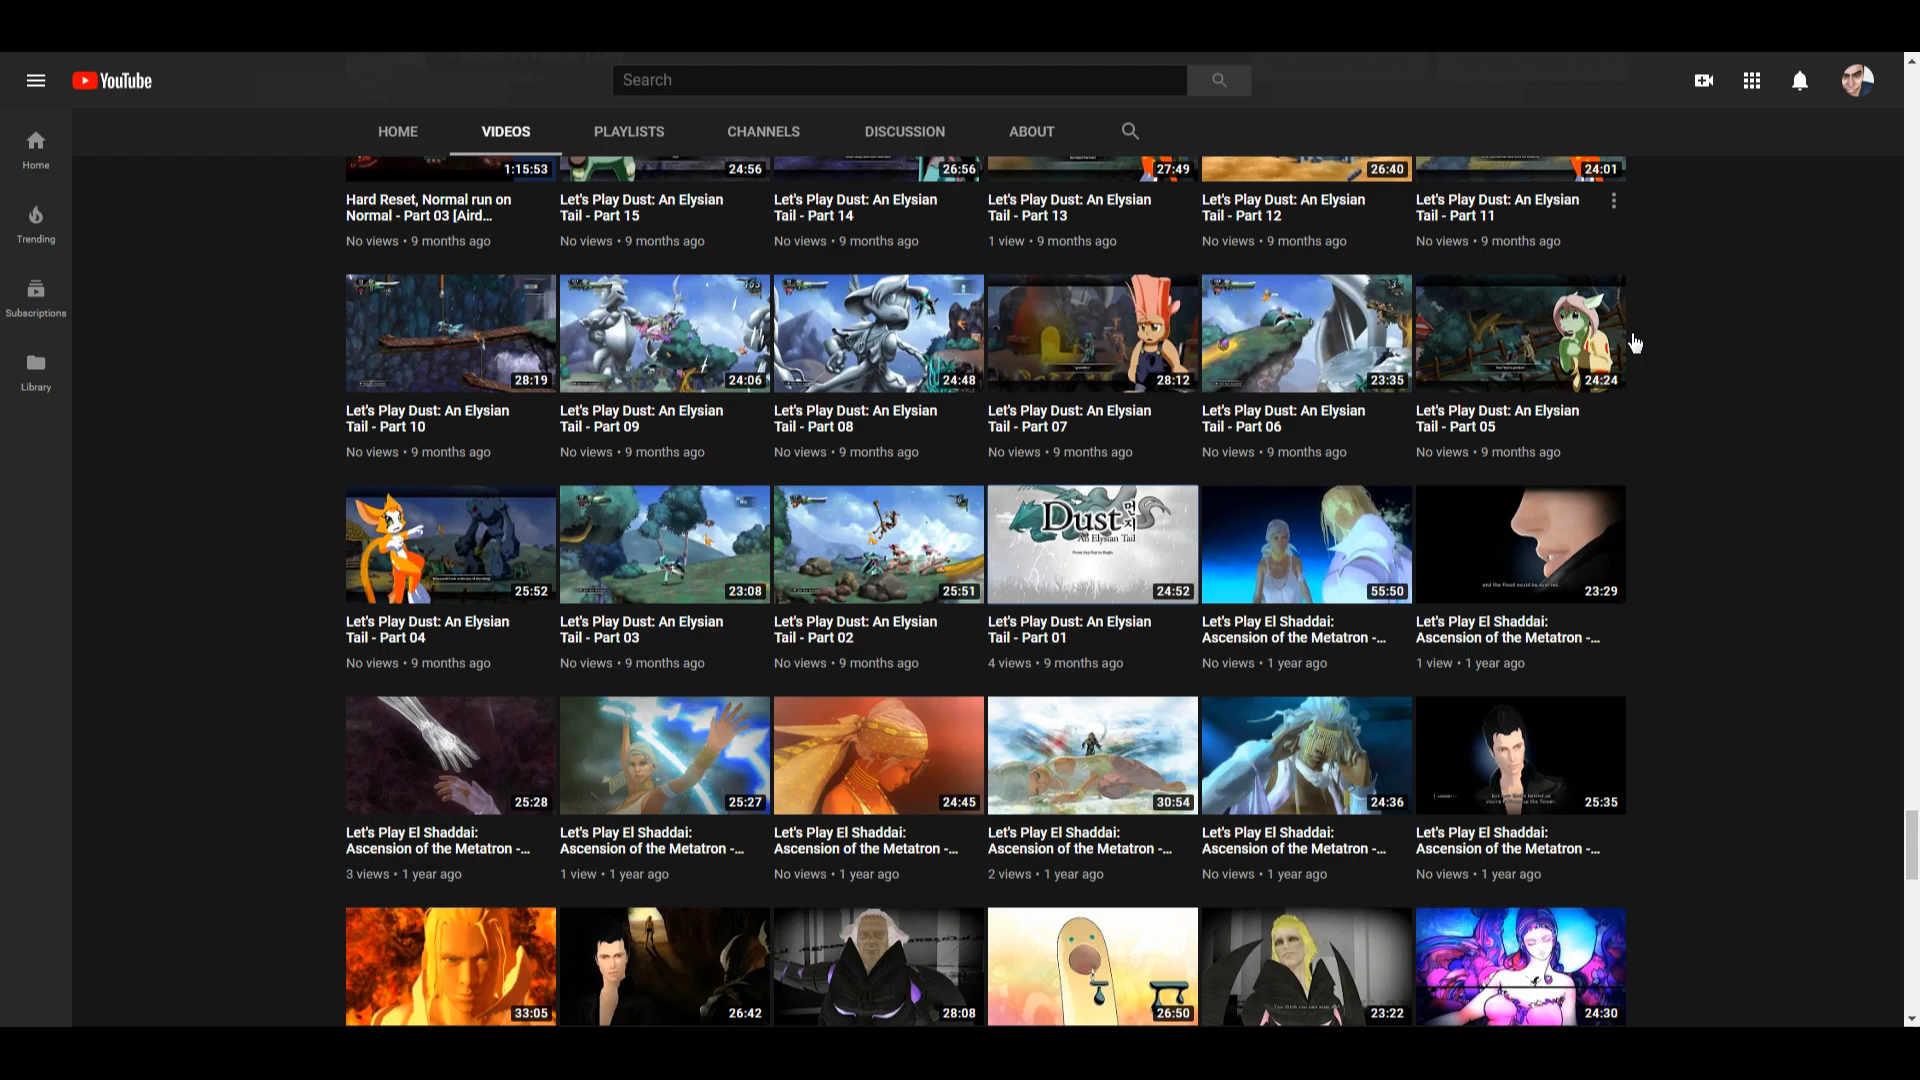 YouTube
Search
HOME
VIDEOS
PLAYLISTS
CHANNELS
DISCUSSION
ABOUT
Home
Trending
Subscriptions
Library
1:15:53
24:56
26:56
27:49
26:40
24:01
Hard Reset, Normal run on
Normal - Part 03 [Aird...
No views • 9 months ago
Let's Play Dust: An Elysian
Tail - Part 15
No views • 9 months ago
Let's Play Dust: An Elysian
Tail - Part 14
No views • 9 months ago
Let's Play Dust: An Elysian
Tail - Part 13
1 view • 9 months ago
Let's Play Dust: An Elysian
Tail - Part 12
No views • 9 months ago
Let's Play Dust: An Elysian
Tail - Part 11
No views • 9 months ago
28:19
24:06
24:48
28:12
23:35
24:24
Let's Play Dust: An Elysian
Tail - Part 10
No views • 9 months ago
Let's Play Dust: An Elysian
Tail - Part 09
No views • 9 months ago
Let's Play Dust: An Elysian
Tail - Part 08
No views • 9 months ago
Let's Play Dust: An Elysian
Tail - Part 07
No views • 9 months ago
Let's Play Dust: An Elysian
Tail - Part 06
No views • 9 months ago
Let's Play Dust: An Elysian
Tail - Part 05
No views • 9 months ago
25:52
23:08
25:51
Dust 먼지
An Elysian Tail
24:52
55:50
and the flood would be averted.
23:29
Let's Play Dust: An Elysian
Tail - Part 04
No views • 9 months ago
Let's Play Dust: An Elysian
Tail - Part 03
No views • 9 months ago
Let's Play Dust: An Elysian
Tail - Part 02
No views • 9 months ago
Let's Play Dust: An Elysian
Tail - Part 01
4 views • 9 months ago
Let's Play El Shaddai:
Ascension of the Metatron -...
No views • 1 year ago
Let's Play El Shaddai:
Ascension of the Metatron -...
1 view • 1 year ago
25:28
25:27
24:45
30:54
24:36
25:35
Let's Play El Shaddai:
Ascension of the Metatron -...
3 views • 1 year ago
Let's Play El Shaddai:
Ascension of the Metatron -...
1 view • 1 year ago
Let's Play El Shaddai:
Ascension of the Metatron -...
No views • 1 year ago
Let's Play El Shaddai:
Ascension of the Metatron -...
2 views • 1 year ago
Let's Play El Shaddai:
Ascension of the Metatron -...
No views • 1 year ago
Let's Play El Shaddai:
Ascension of the Metatron -...
No views • 1 year ago
33:05
26:42
28:08
26:50
23:22
24:30